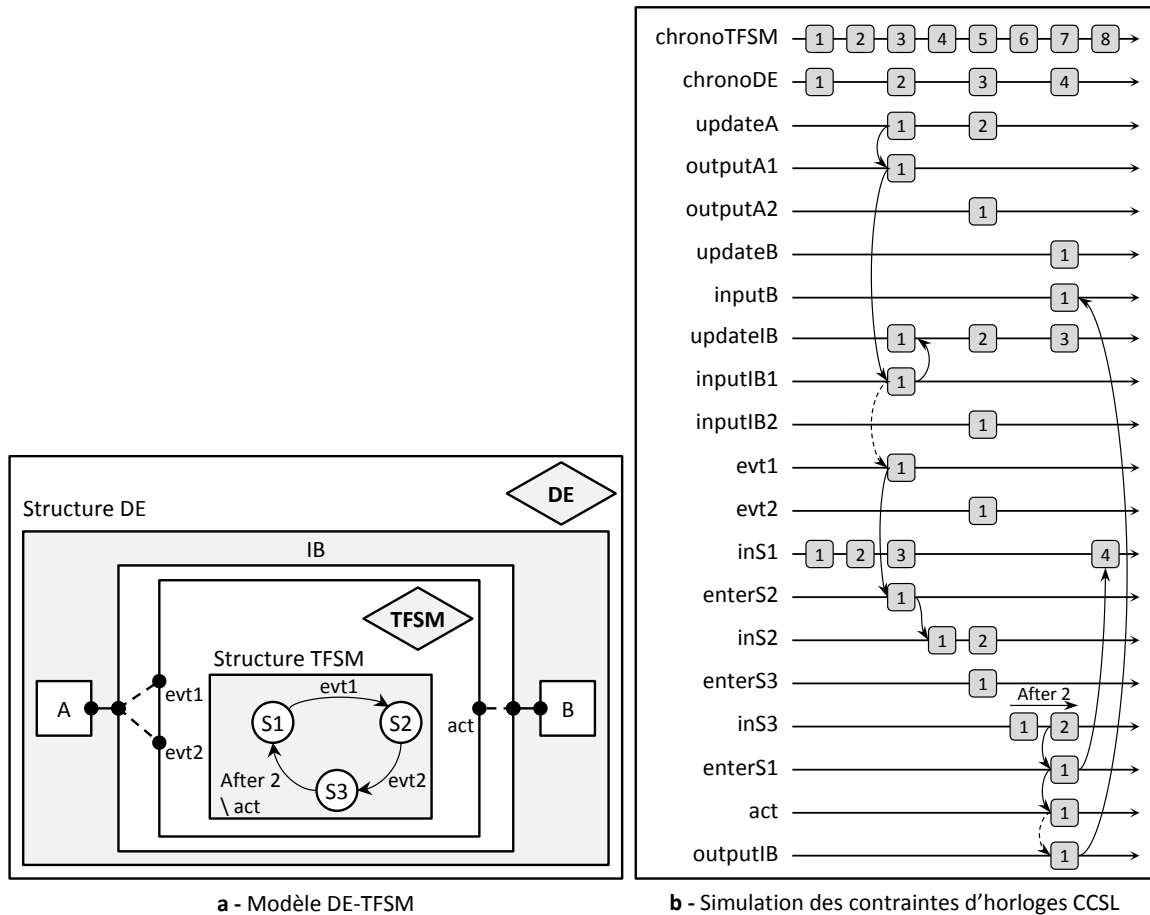 DE
Structure DE
IB
TFSM
Structure TFSM
evt1
evt1
A
S1
S2
act
B
evt2
After 2
\ act
S3
evt2
a - Modèle DE-TFSM
chronoTFSM 1 2 3 4 5 6 7 8
chronoDE 1 2 3 4
updateA 1 2
outputA1 1
outputA2 1
updateB 1
inputB 1
updateIB 1 2 3
inputIB1 1
inputIB2 1
evt1 1
evt2 1
inS1 1 2 3 4
enterS2 1
inS2 1 2
enterS3 1
After 2
inS3 1 2
enterS1 1
act 1
outputIB 1
b - Simulation des contraintes d'horloges CCSL